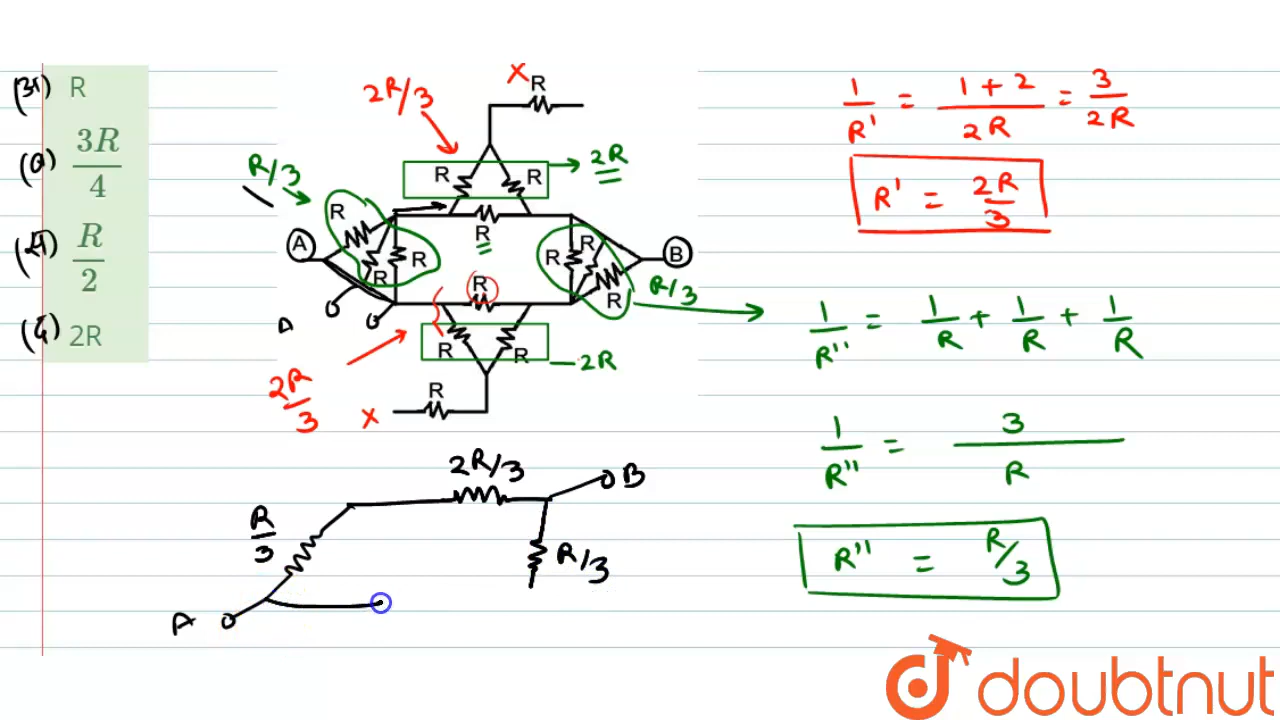 R
3R/4
R/2
2R
2R/3
X R
R/3
R R 2R
R
R
A R R
R R R B
R
R/3
A
R R 2R
2R/3
X R
2R/3 B
R/3
R/3
A
1/R' = 1+2/2R = 3/2R
R' = 2R/3
1/R'' = 1/R + 1/R + 1/R
1/R'' = 3/R
R'' = R/3
doubtnut